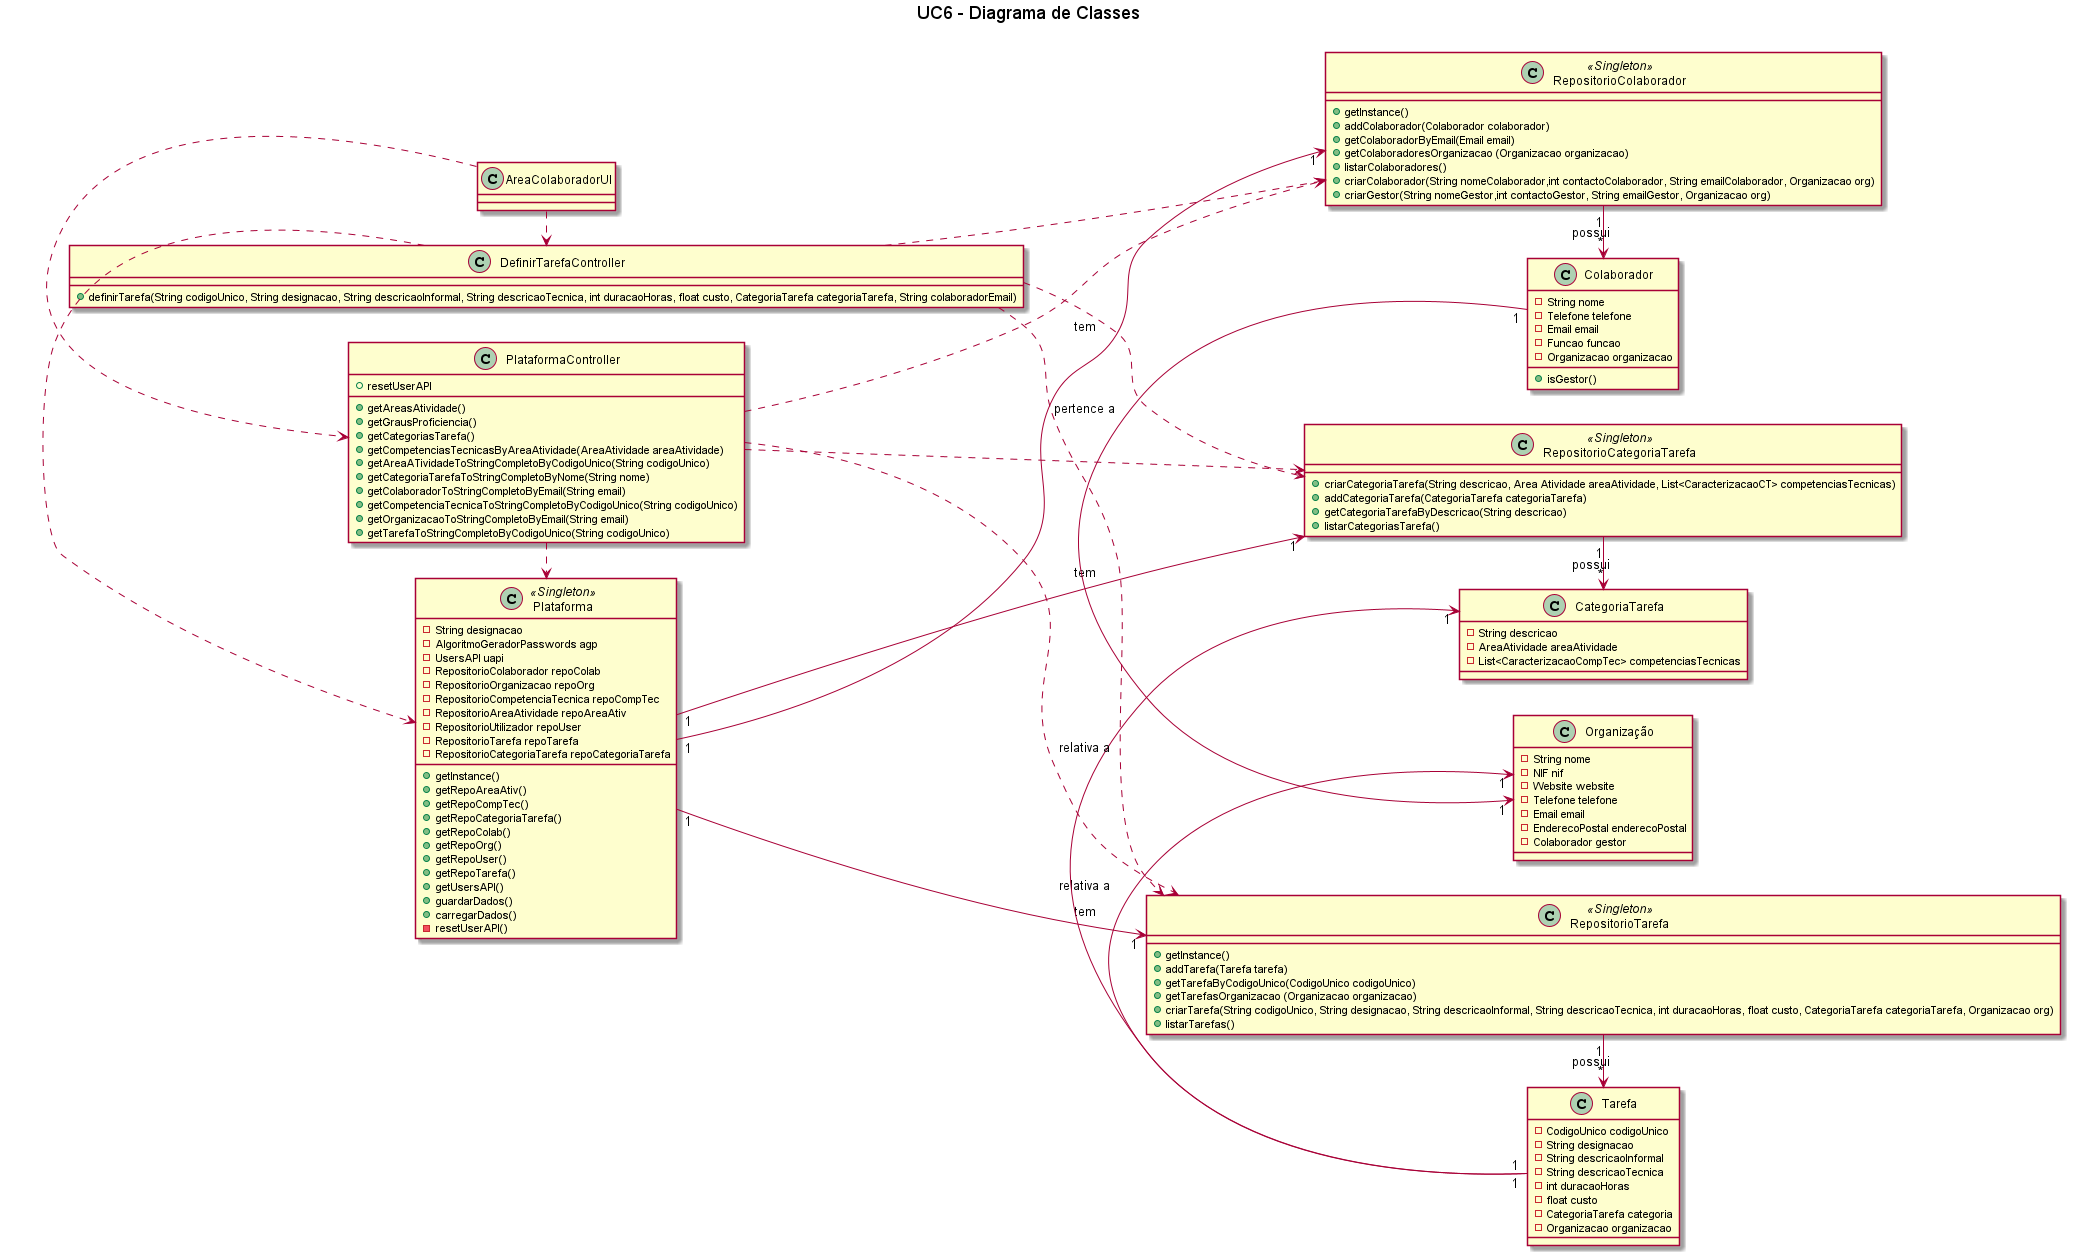 UC6 - Diagrama de Classes
«Singleton»
RepositorioColaborador
getInstance()
addColaborador(Colaborador colaborador)
getColaboradorByEmail(Email email)
getColaboradoresOrganizacao (Organizacao organizacao)
listarColaboradores()
criarColaborador(String nomeColaborador,int contactoColaborador, String emailColaborador, Organizacao org)
criarGestor(String nomeGestor,int contactoGestor, String emailGestor, Organizacao org)
C
AreaColaboradorUI
C
DefinirTarefaController
definirTarefa(String codigoUnico, String designacao, String descricaoInformal, String descricaoTecnica, int duracaoHoras, float custo, CategoriaTarefa categoriaTarefa, String colaboradorEmail)
C
1
1
possui
*
C
Colaborador
String nome
Telefone telefone
Email email
Funcao funcao
Organizacao organizacao
isGestor()
1
tem
C
PlataformaController
resetUserAPI
getAreasAtividade()
getGrausProficiencia()
getCategoriasTarefa()
getCompetenciasTecnicasByAreaAtividade(AreaAtividade areaAtividade)
getAreaATividadeToStringCompletoByCodigoUnico(String codigoUnico)
getCategoriaTarefaToStringCompletoByNome(String nome)
getColaboradorToStringCompletoByEmail(String email)
getCompetenciaTecnicaToStringCompletoByCodigoUnico(String codigoUnico)
getOrganizacaoToStringCompletoByEmail(String email)
getTarefaToStringCompletoByCodigoUnico(String codigoUnico)
pertence a
C
«Singleton»
RepositorioCategoriaTarefa
criarCategoriaTarefa(String descricao, Area Atividade areaAtividade, List<CaracterizacaoCT> competenciasTecnicas)
addCategoriaTarefa(CategoriaTarefa categoriaTarefa)
getCategoriaTarefaByDescricao(String descricao)
listarCategoriasTarefa()
1
1
possui
*
tem
C
«Singleton»
Plataforma
String designacao
AlgoritmoGeradorPasswords agp
UsersAPI uapi
RepositorioColaborador repoColab
RepositorioOrganizacao repoOrg
RepositorioCompetenciaTecnica repoCompTec
RepositorioAreaAtividade repoAreaAtiv
RepositorioUtilizador repoUser
RepositorioTarefa repoTarefa
RepositorioCategoriaTarefa repoCategoriaTarefa
getInstance()
getRepoAreaAtiv()
getRepoCompTec()
getRepoCategoriaTarefa()
getRepoColab()
getRepoOrg()
getRepoUser()
getRepoTarefa()
getUsersAPI()
guardarDados()
carregarDados()
resetUserAPI()
1
1
1
C
CategoriaTarefa
String descricao
AreaAtividade areaAtividade
List<CaracterizacaoCompTec> competenciasTecnicas
1
C
Organização
String nome
NIF nif
Website website
Telefone telefone
Email email
EnderecoPostal enderecoPostal
Colaborador gestor
1
1
relativa a
relativa a
tem
1
C
«Singleton»
RepositorioTarefa
getInstance()
addTarefa(Tarefa tarefa)
getTarefaByCodigoUnico(CodigoUnico codigoUnico)
getTarefasOrganizacao (Organizacao organizacao)
criarTarefa(String codigoUnico, String designacao, String descricaoInformal, String descricaoTecnica, int duracaoHoras, float custo, CategoriaTarefa categoriaTarefa, Organizacao org)
listarTarefas()
1
possui
*
C
Tarefa
CodigoUnico codigoUnico
String designacao
String descricaoInformal
String descricaoTecnica
int duracaoHoras
float custo
CategoriaTarefa categoria
Organizacao organizacao
1
1